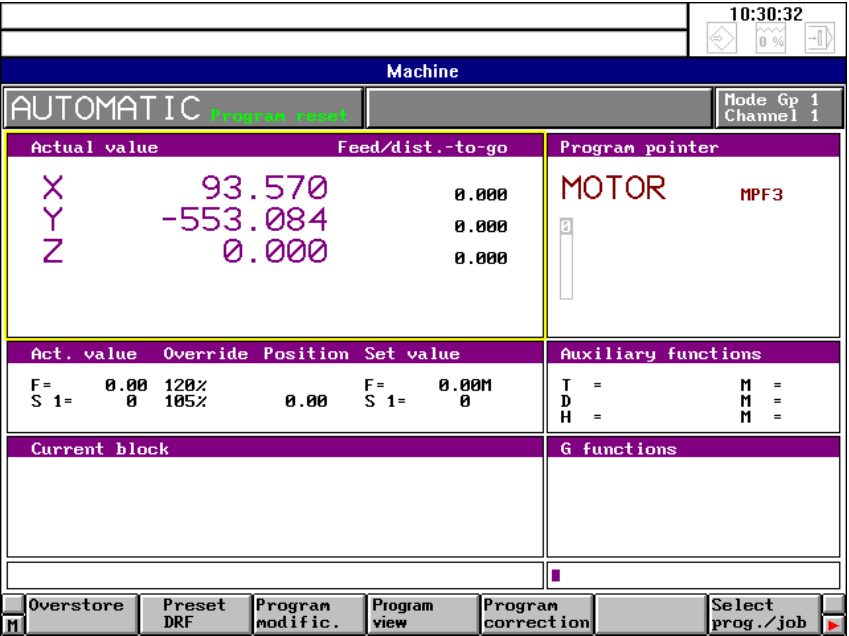 10:30:32
0 %
Machine
AUTOMATIC Program reset
Mode Gp 1
Channel 1
Actual value Feed/dist.-to-go
X 93.570 0.000
Y -553.084 0.000
Z 0.000 0.000
Program pointer
MOTOR MPF3
0
Act. value Override Position Set value
F= 0.00 120% F= 0.00M
S 1= 0 105% 0.00 S 1= 0
Auxiliary functions
T = M =
D M =
H = M =
Current block
G functions
M
Overstore
Preset
DRF
Program
modific.
Program
view
Program
correction
Select
prog./job